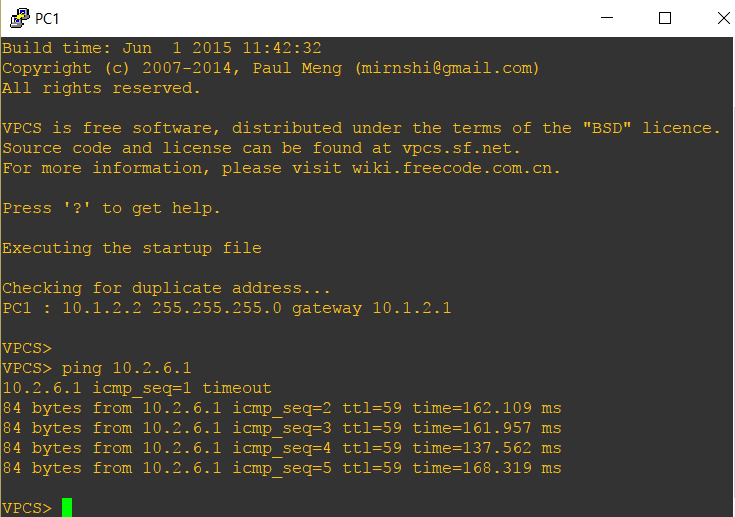 PC1
Build time: Jun  1 2015 11:42:32
Copyright (c) 2007-2014, Paul Meng (mirnshi@gmail.com)
All rights reserved.
VPCS is free software, distributed under the terms of the "BSD" licence.
Source code and license can be found at vpcs.sf.net.
For more information, please visit wiki.freecode.com.cn.
Press '?' to get help.
Executing the startup file
Checking for duplicate address...
PC1 : 10.1.2.2 255.255.255.0 gateway 10.1.2.1
VPCS>
VPCS> ping 10.2.6.1
10.2.6.1 icmp_seq=1 timeout
84 bytes from 10.2.6.1 icmp_seq=2 ttl=59 time=162.109 ms
84 bytes from 10.2.6.1 icmp_seq=3 ttl=59 time=161.957 ms
84 bytes from 10.2.6.1 icmp_seq=4 ttl=59 time=137.562 ms
84 bytes from 10.2.6.1 icmp_seq=5 ttl=59 time=168.319 ms
VPCS>